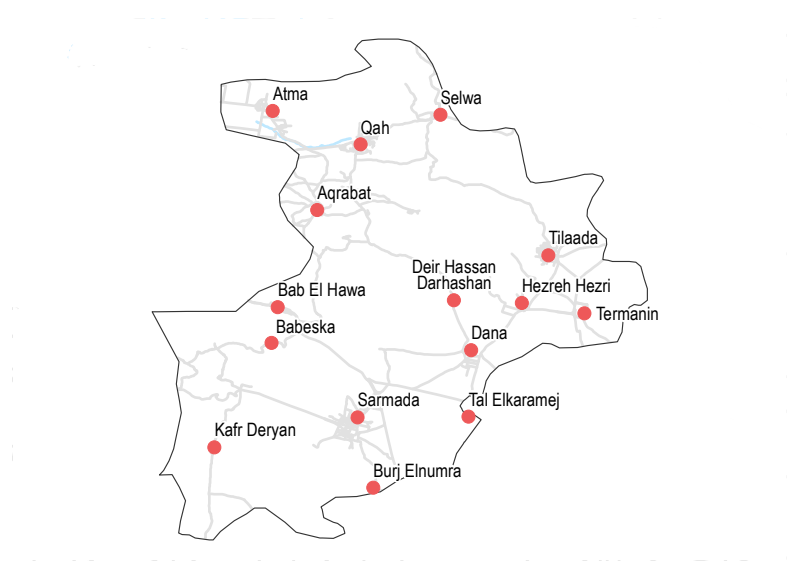 Atma
Selwa
Qah
Aqrabat
Tilaada
Deir Hassan
Darhashan
Hezreh Hezri
Bab El Hawa
Termanin
Babeska
Dana
Sarmada
Tal Elkaramej
Kafr Deryan
Burj Elnumra